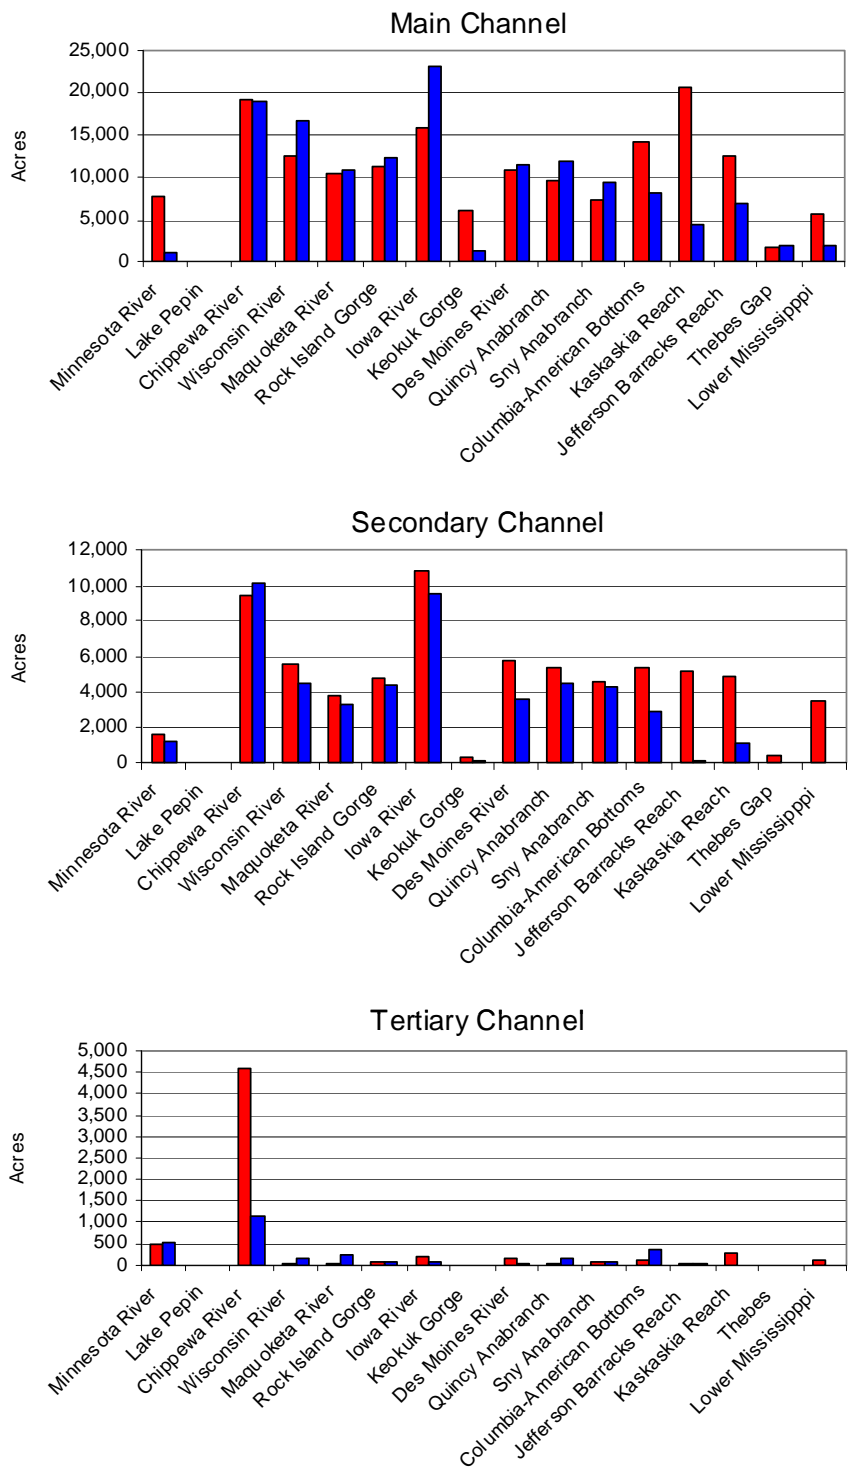 Main Channel
25,000
20,000
15,000
10,000
5,000
0
Acres
Minnesota River
Lake Pepin
Chippewa River
Wisconsin River
Maquoketa River
Rock Island Gorge
Iowa River
Keokuk Gorge
Des Moines River
Quincy Anabranch
Sny Anabranch
Columbia-American Bottoms
Kaskaskia Reach
Jefferson Barracks Reach
Thebes Gap
Lower Mississipppi
Secondary Channel
12,000
10,000
8,000
6,000
4,000
2,000
0
Acres
Minnesota River
Lake Pepin
Chippewa River
Wisconsin River
Maquoketa River
Rock Island Gorge
Iowa River
Keokuk Gorge
Des Moines River
Quincy Anabranch
Sny Anabranch
Columbia-American Bottoms
Jefferson Barracks Reach
Kaskaskia Reach
Thebes Gap
Lower Mississipppi
Tertiary Channel
5,000
4,500
4,000
3,500
3,000
2,500
2,000
1,500
1,000
500
0
Acres
Minnesota River
Lake Pepin
Chippewa River
Wisconsin River
Maquoketa River
Rock Island Gorge
Iowa River
Keokuk Gorge
Des Moines River
Quincy Anabranch
Sny Anabranch
Columbia-American Bottoms
Jefferson Barracks Reach
Kaskaskia Reach
Thebes
Lower Mississipppi